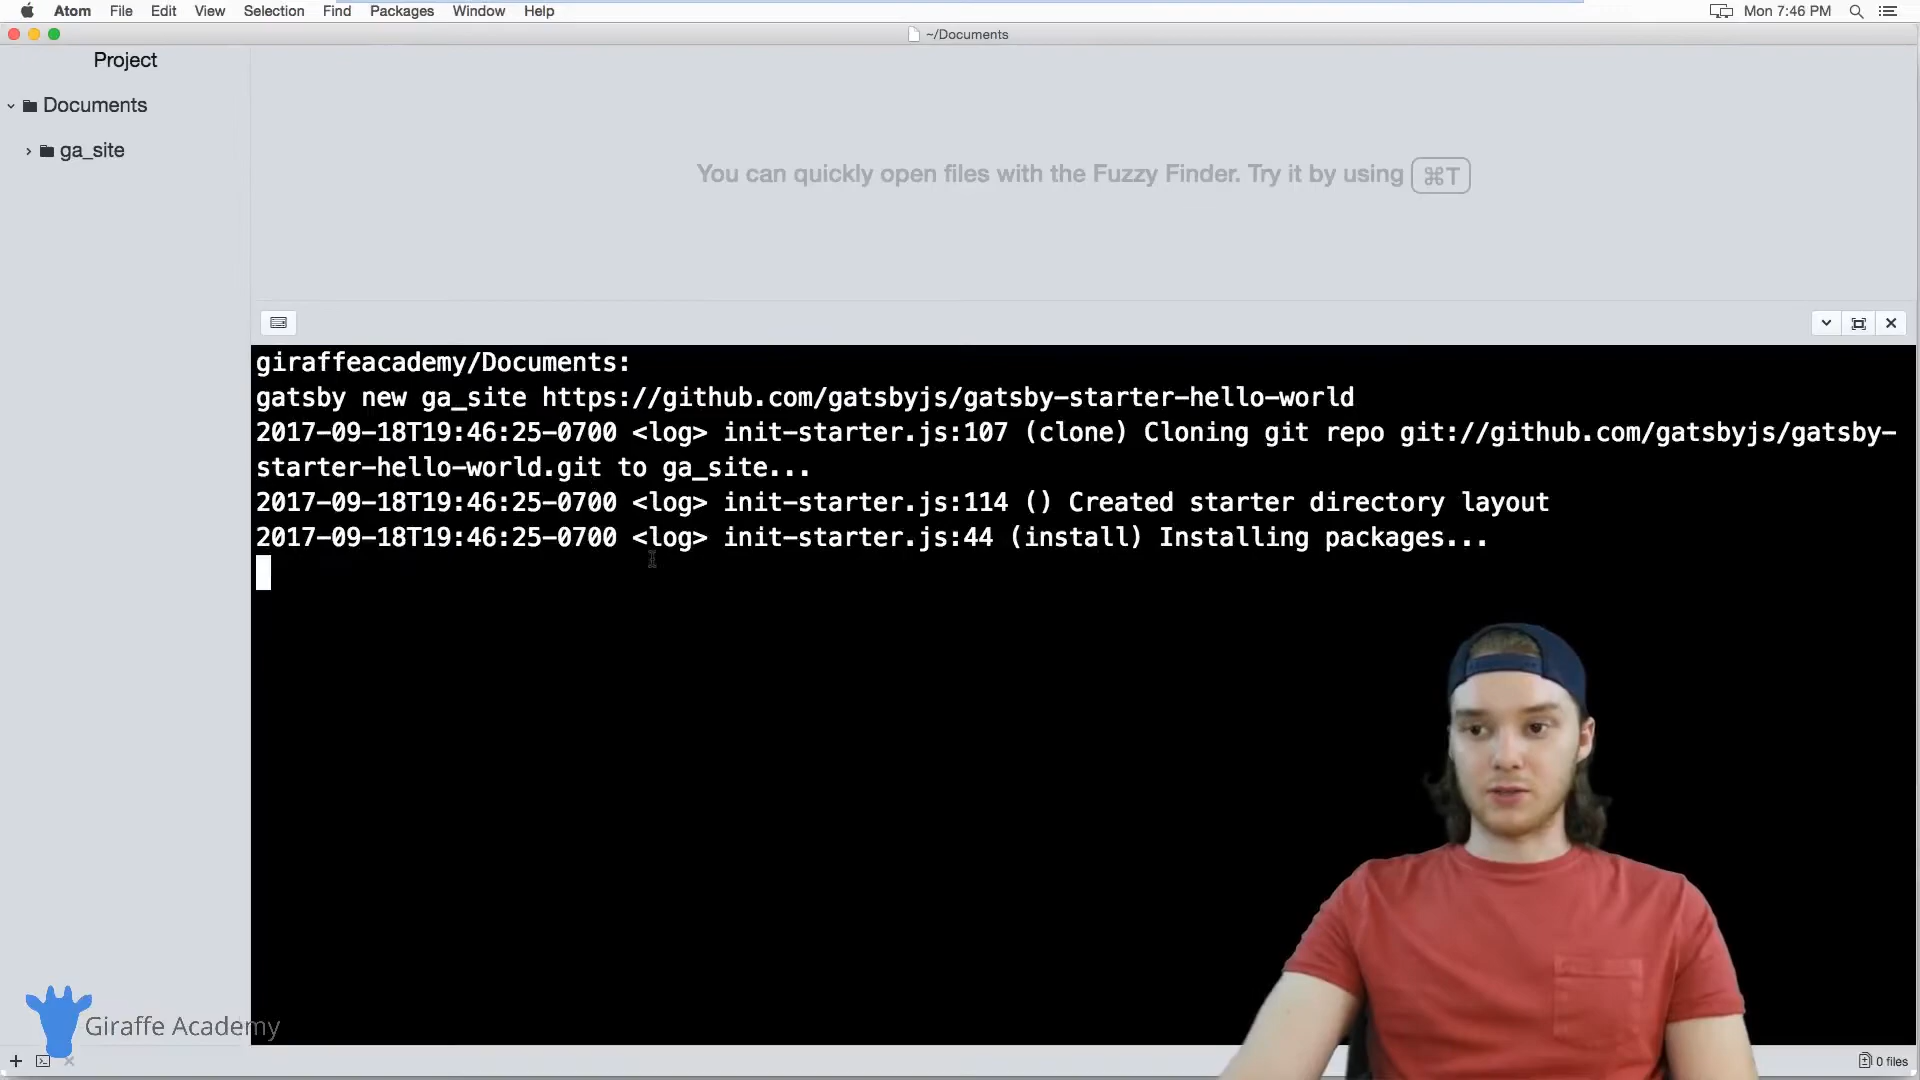 Atom File Edit View Selection Find Packages Window Help
Mon 7:46 PM
~/Documents
Project
Documents
ga_site
You can quickly open files with the Fuzzy Finder. Try it by using ⌘T
giraffeacademy/Documents:
gatsby new ga_site https://github.com/gatsbyjs/gatsby-starter-hello-world
2017-09-18T19:46:25-0700 <log> init-starter.js:107 (clone) Cloning git repo git://github.com/gatsbyjs/gatsby-
starter-hello-world.git to ga_site...
2017-09-18T19:46:25-0700 <log> init-starter.js:114 () Created starter directory layout
2017-09-18T19:46:25-0700 <log> init-starter.js:44 (install) Installing packages...
Giraffe Academy
0 files